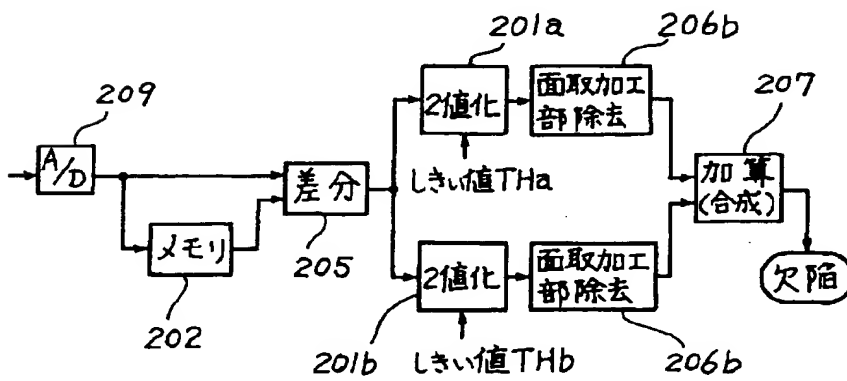 201a
206b
209
207
A/D
2値化
面取加工
部除去
加算
(合成)
しきい値THa
差分
メモリ
205
202
2値化
面取加工
部除去
欠陥
201b
しきい値THb
206b